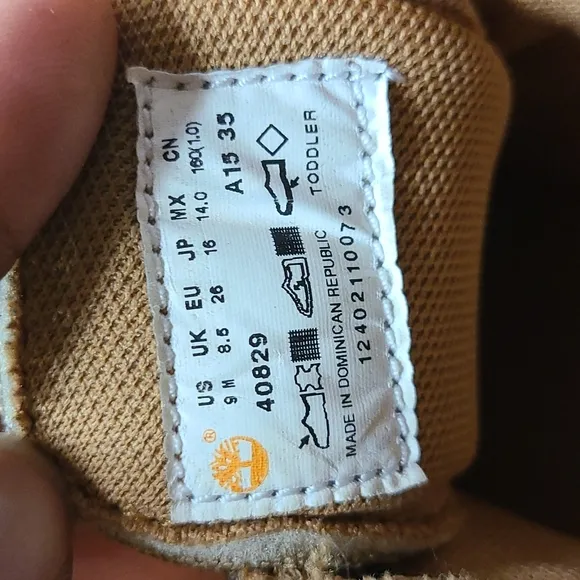 US UK EU JP MX CN
9 M 8.5 26 16 14.0 160(1.0)
40829 A15 35
TODDLER
MADE IN DOMINICAN REPUBLIC
12402110073
®